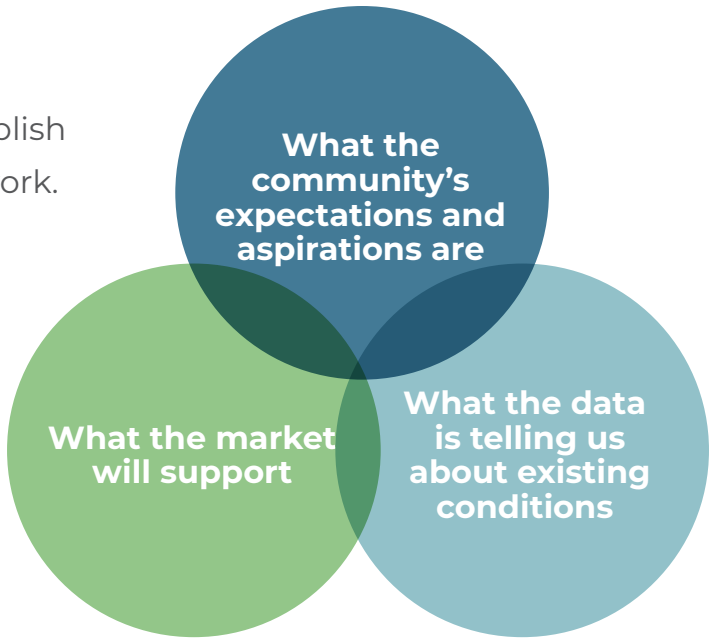 plish
ork.
What the
community’s
expectations and
aspirations are
What the market
will support
What the data
is telling us
about existing
conditions